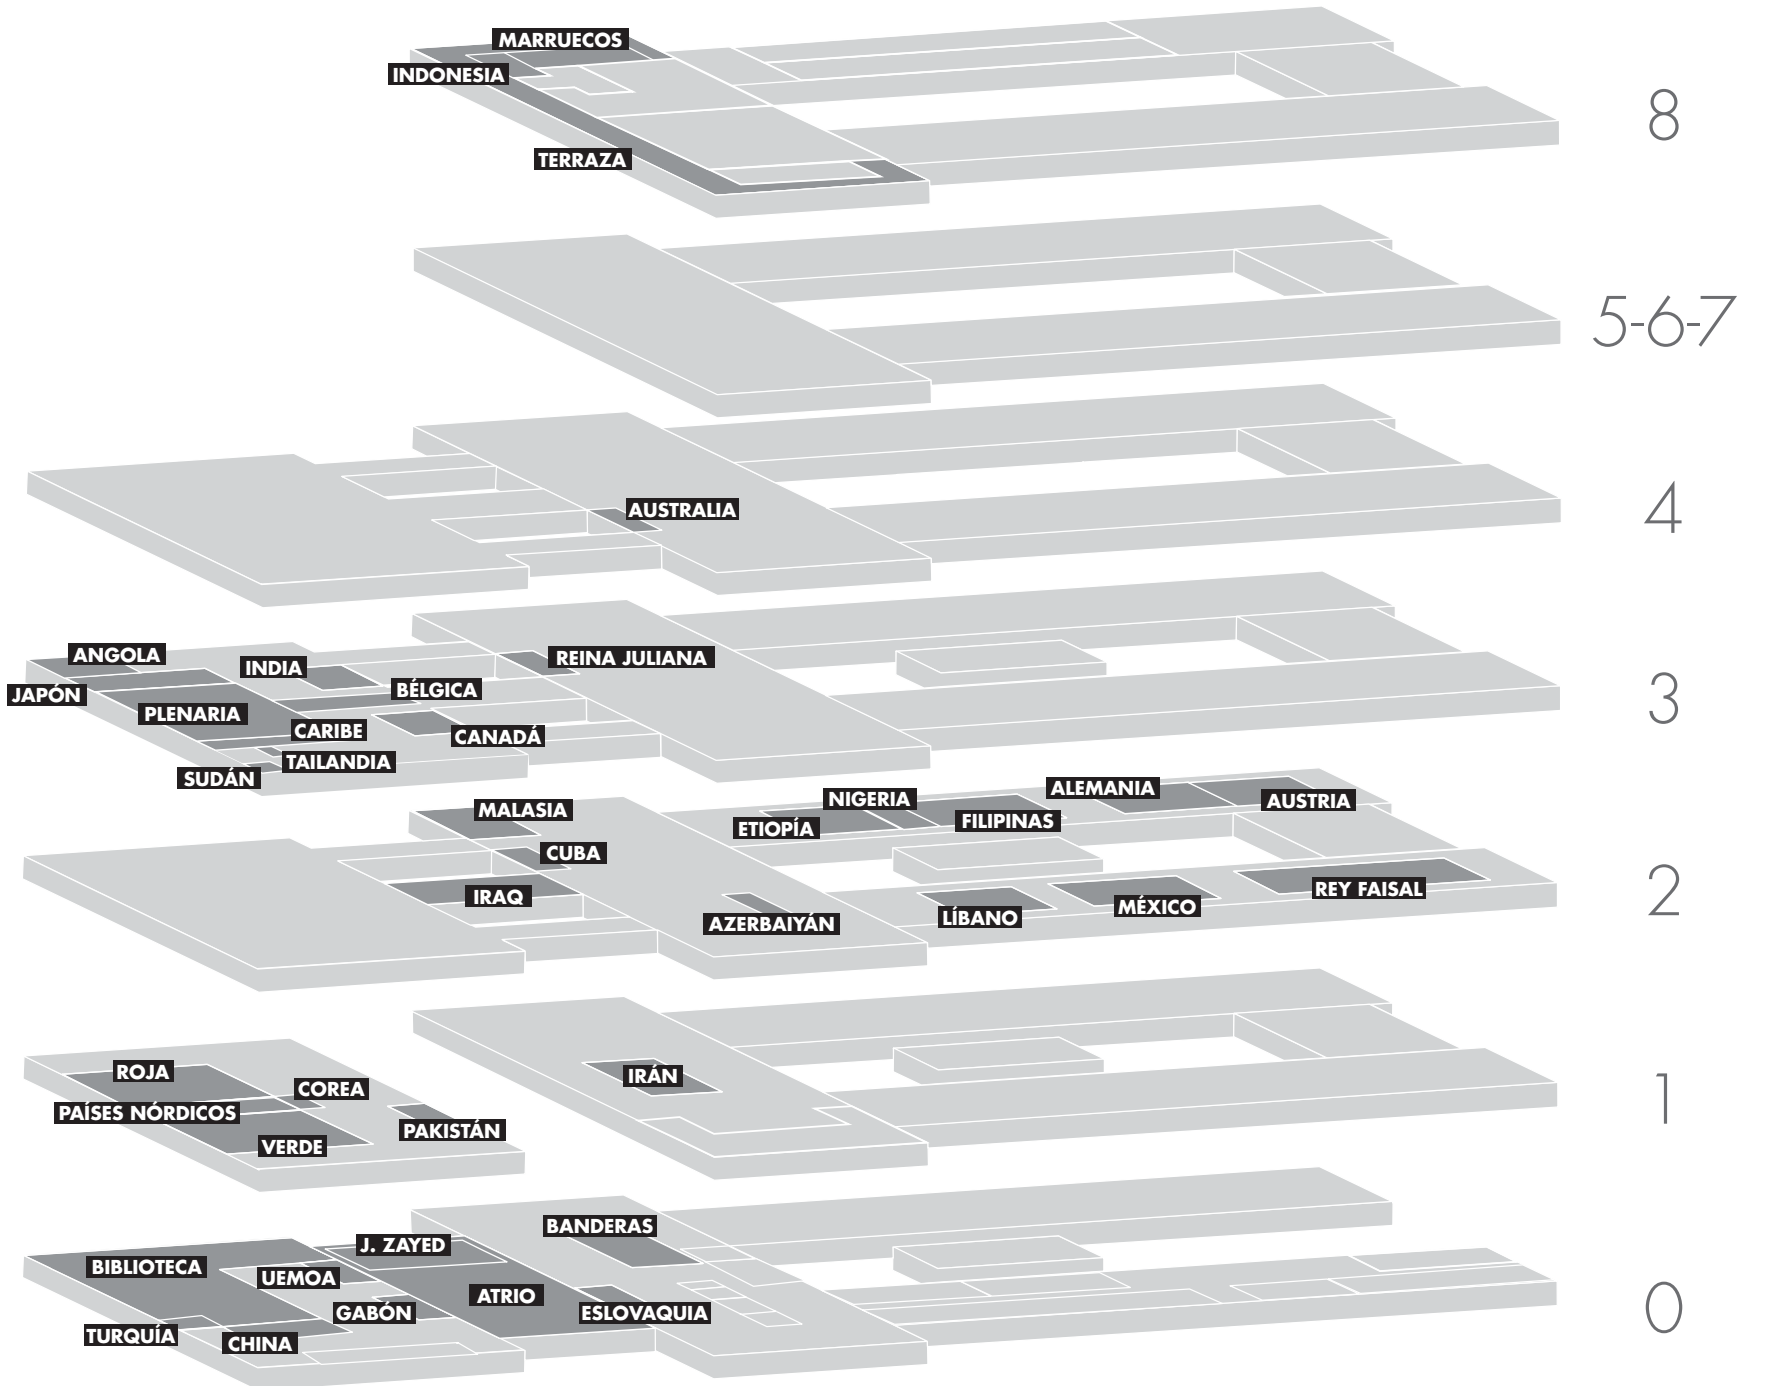 MARRUECOS
INDONESIA
TERRAZA
8
5-6-7
AUSTRALIA
4
ANGOLA
INDIA
REINA JULIANA
JAPÓN
BÉLGICA
PLENARIA
CARIBE
CANADÁ
TAILANDIA
SUDÁN
3
MALASIA
NIGERIA
ALEMANIA
AUSTRIA
ETIOPÍA
FILIPINAS
CUBA
IRAQ
REY FAISAL
AZERBAIYÁN
LÍBANO
MÉXICO
2
ROJA
COREA
IRÁN
PAÍSES NÓRDICOS
PAKISTÁN
VERDE
1
BANDERAS
J. ZAYED
BIBLIOTECA
UEMOA
ATRIO
GABÓN
ESLOVAQUIA
TURQUÍA
CHINA
0